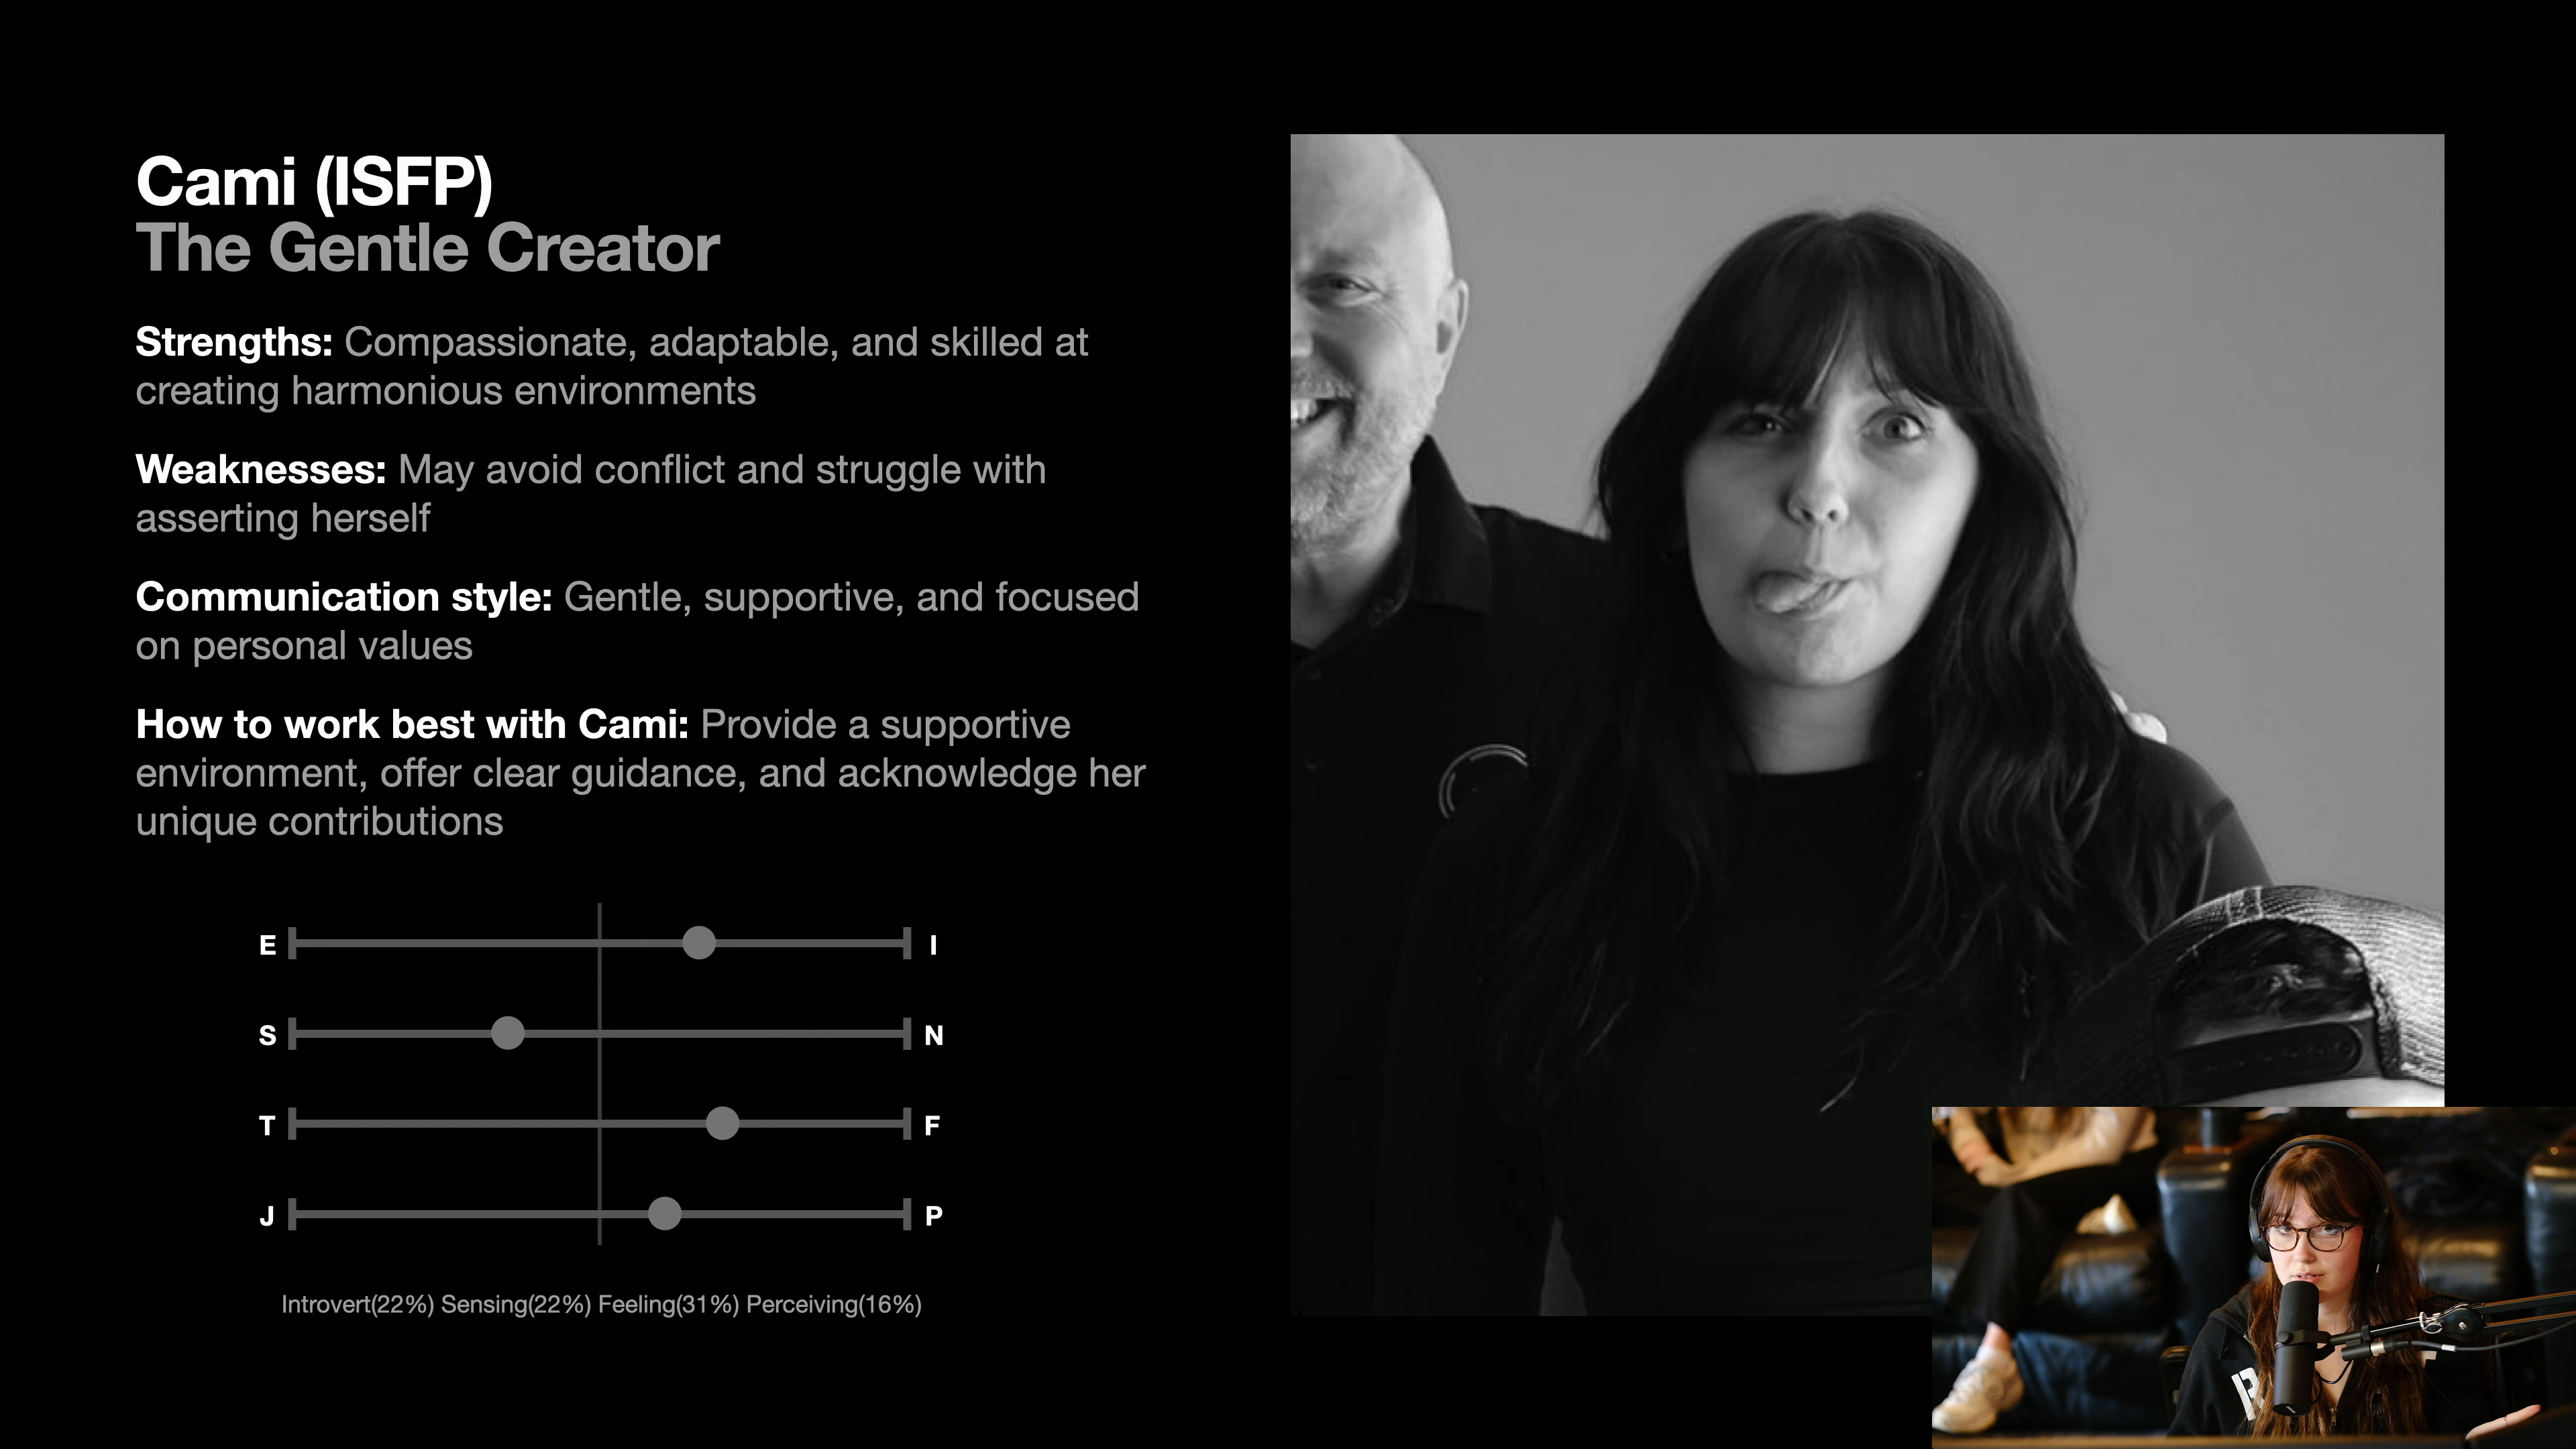 Cami (ISFP)
The Gentle Creator
Strengths: Compassionate, adaptable, and skilled at
creating harmonious environments
Weaknesses: May avoid conflict and struggle with
asserting herself
Communication style: Gentle, supportive, and focused
on personal values
How to work best with Cami: Provide a supportive
environment, offer clear guidance, and acknowledge her
unique contributions
E I
S N
T F
J P
Introvert(22%) Sensing(22%) Feeling(31%) Perceiving(16%)